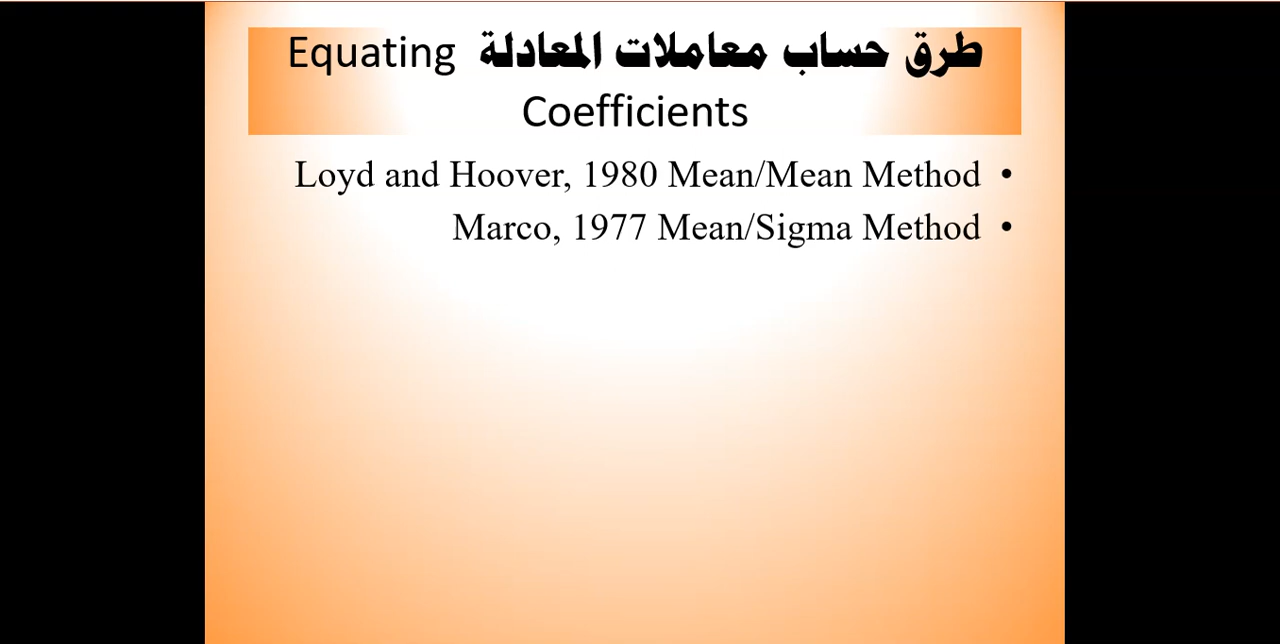 طرق حساب معاملات المعادلة Equating
Coefficients
• Loyd and Hoover, 1980 Mean/Mean Method
• Marco, 1977 Mean/Sigma Method